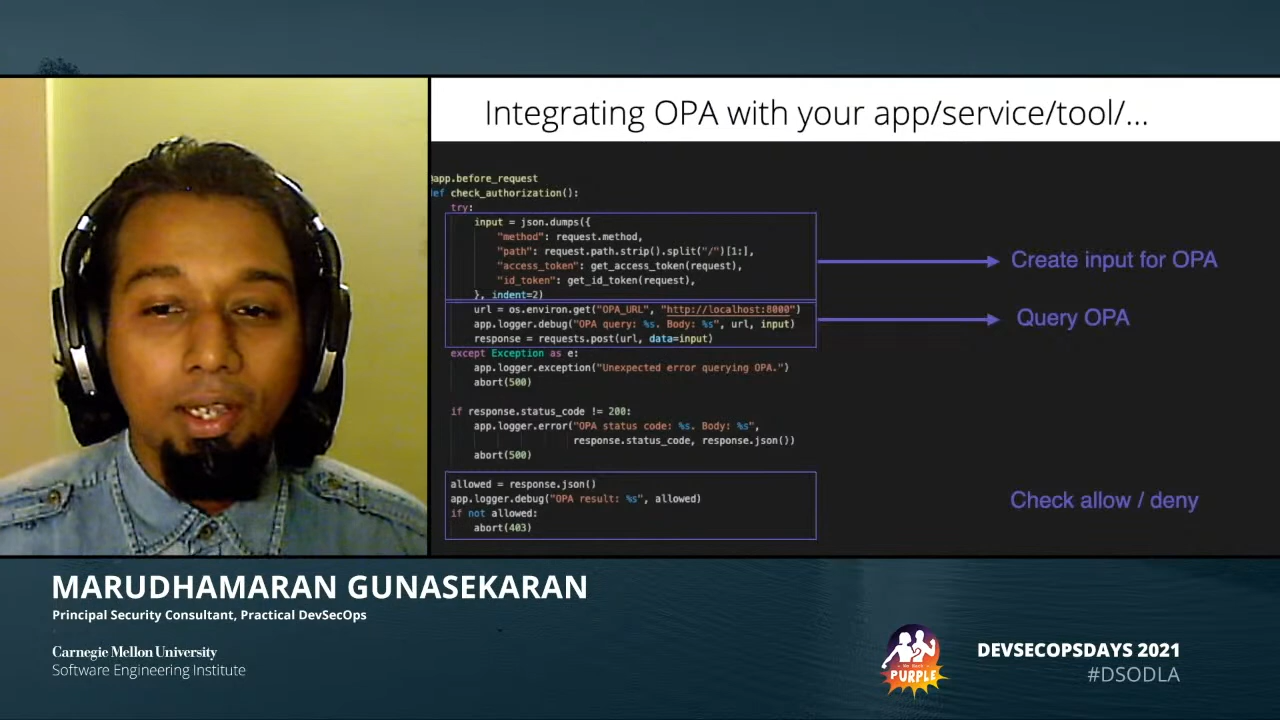 Integrating OPA with your app/service/tool/...
@app.before_request
def check_authorization():
try:
input = json.dumps({
"method": request.method,
"path": request.path.strip().split("/")[1:],
"access_token": get_access_token(request),
"id_token": get_id_token(request),
}, indent=2)
url = os.environ.get("OPA_URL", "http://localhost:8000")
app.logger.debug("OPA query: %s. Body: %s", url, input)
response = requests.post(url, data=input)
except Exception as e:
app.logger.exception("Unexpected error querying OPA.")
abort(500)
if response.status_code != 200:
app.logger.error("OPA status code: %s. Body: %s",
response.status_code, response.json())
abort(500)
allowed = response.json()
app.logger.debug("OPA result: %s", allowed)
if not allowed:
abort(403)
Create input for OPA
Query OPA
Check allow / deny
MARUDHAMARAN GUNASEKARAN
Principal Security Consultant, Practical DevSecOps
Carnegie Mellon University
Software Engineering Institute
We Hack
PURPLE
DEVSECOPSDAYS 2021
#DSODLA